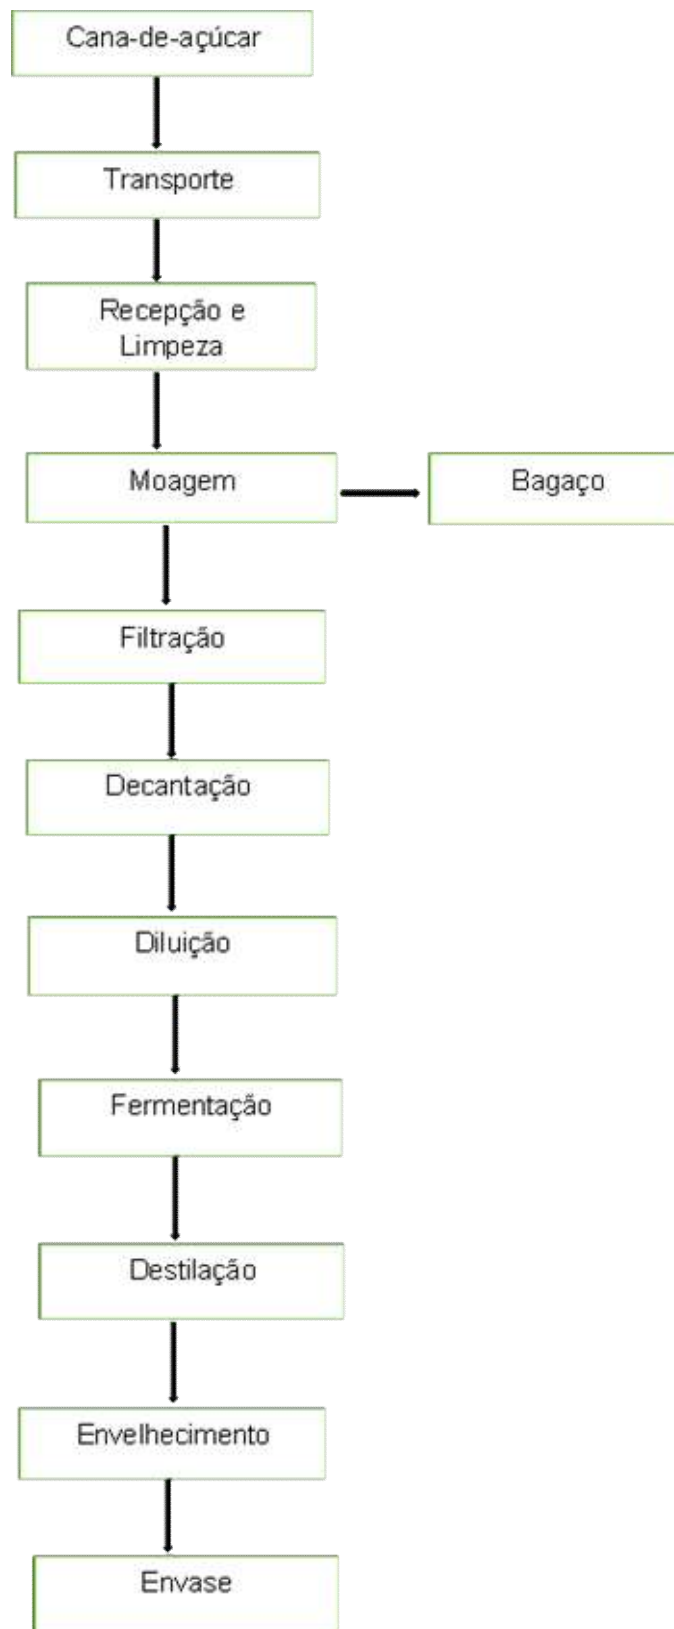 Cana-de-açúcar
Transporte
Recepção e
Limpeza
Moagem
Bagaço
Filtração
Decantação
Diluição
Fermentação
Destilação
Envelhecimento
Envase